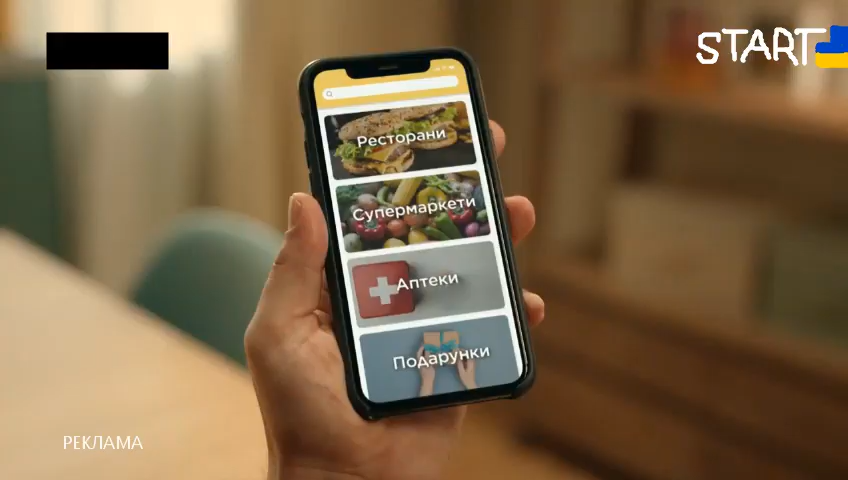 START
Ресторани
Супермаркети
Аптеки
Подарунки
РЕКЛАМА